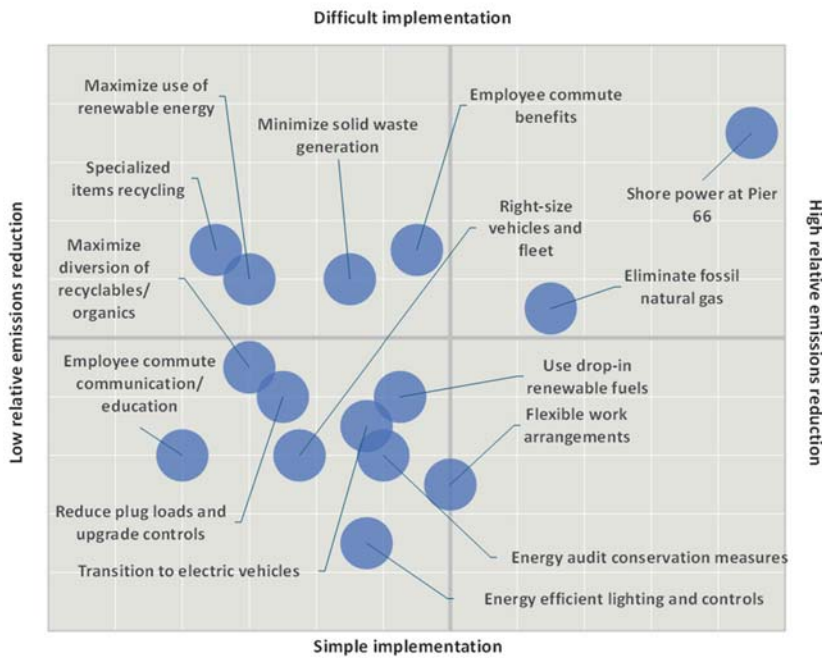 Difficult implementation
Maximize use of
renewable energy
Minimize solid waste
generation
Employee commute
benefits
Specialized
items recycling
Shore power at Pier
66
Right-size
vehicles and
fleet
Maximize
diversion of
recyclables/
organics
Eliminate fossil
natural gas
Low relative emissions reduction
High relative emissions reduction
Employee commute
communication/
education
Use drop-in
renewable fuels
Flexible work
arrangements
Reduce plug loads and
upgrade controls
Energy audit conservation measures
Transition to electric vehicles
Energy efficient lighting and controls
Simple implementation